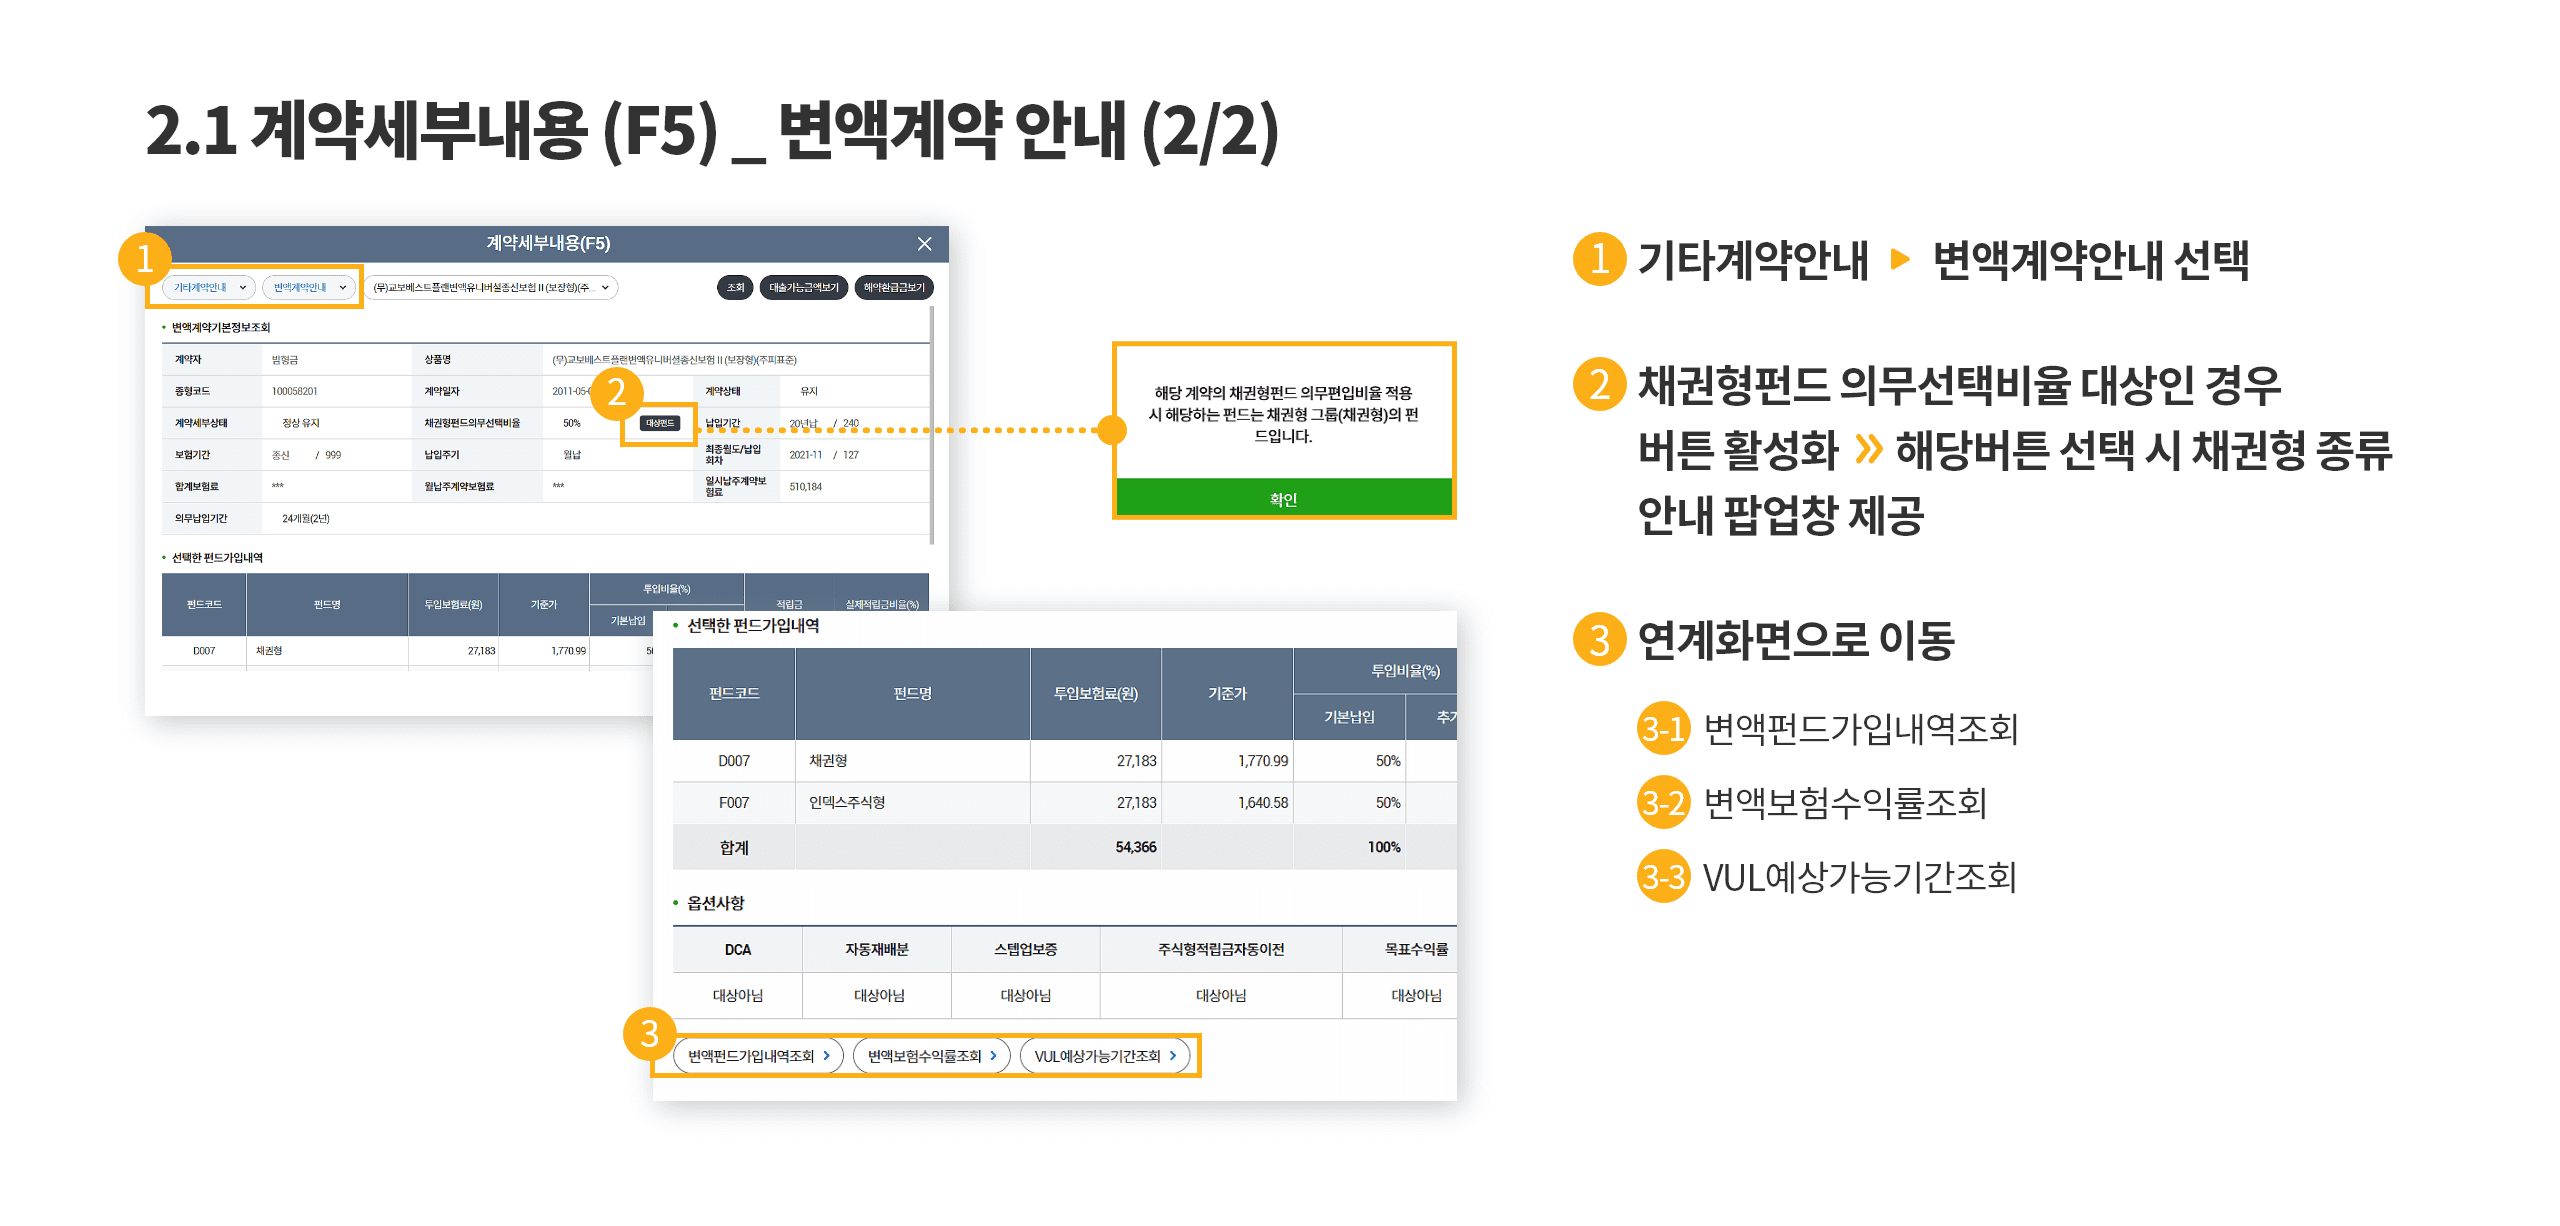 2.1 계약세부내용 (F5) _ 변액계약 안내 (2/2)
계약세부내용(F5)
1
기타계약안내 변액계약안내 (무)교보베스트플랜변액유니버셜종신보험 II (보장형)(주... 조회 대출가능금액보기 해약환급금보기
변액계약기본정보조회
계약자 범형금 상품명 (무)교보베스트플랜변액유니버셜종신보험 II (보장형)(주피표준)
종형코드 100058201 계약일자 2011-05- 계약상태 유지
2
계약세부상태 정상 유지 채권형펀드의무선택비율 50% 대상펀드 납입기간 20년납 / 240
보험기간 종신 / 999 납입주기 월납 최종월도/납입회차 2021-11 / 127
합계보험료 *** 월납주계약보험료 *** 일시납주계약보험료 510,184
의무납입기간 24개월(2년)
선택한 펀드가입내역
펀드코드 펀드명 투입보험료(원) 기준가 투입비율(%) 적립금 실제적립금비율(%)
기본납입
D007 채권형 27,183 1,770.99 5
해당 계약의 채권형펀드 의무편입비율 적용
시 해당하는 펀드는 채권형 그룹(채권형)의 펀
드입니다.
확인
선택한 펀드가입내역
펀드코드 펀드명 투입보험료(원) 기준가 투입비율(%)
기본납입 추가
D007 채권형 27,183 1,770.99 50%
F007 인덱스주식형 27,183 1,640.58 50%
합계 54,366 100%
옵션사항
DCA 자동재배분 스텝업보증 주식형적립금자동이전 목표수익률
대상아님 대상아님 대상아님 대상아님 대상아님
3
변액펀드가입내역조회 변액보험수익률조회 VUL예상가능기간조회
1 기타계약안내 ▶ 변액계약안내 선택
2 채권형펀드 의무선택비율 대상인 경우
버튼 활성화 » 해당버튼 선택 시 채권형 종류
안내 팝업창 제공
3 연계화면으로 이동
3-1 변액펀드가입내역조회
3-2 변액보험수익률조회
3-3 VUL예상가능기간조회